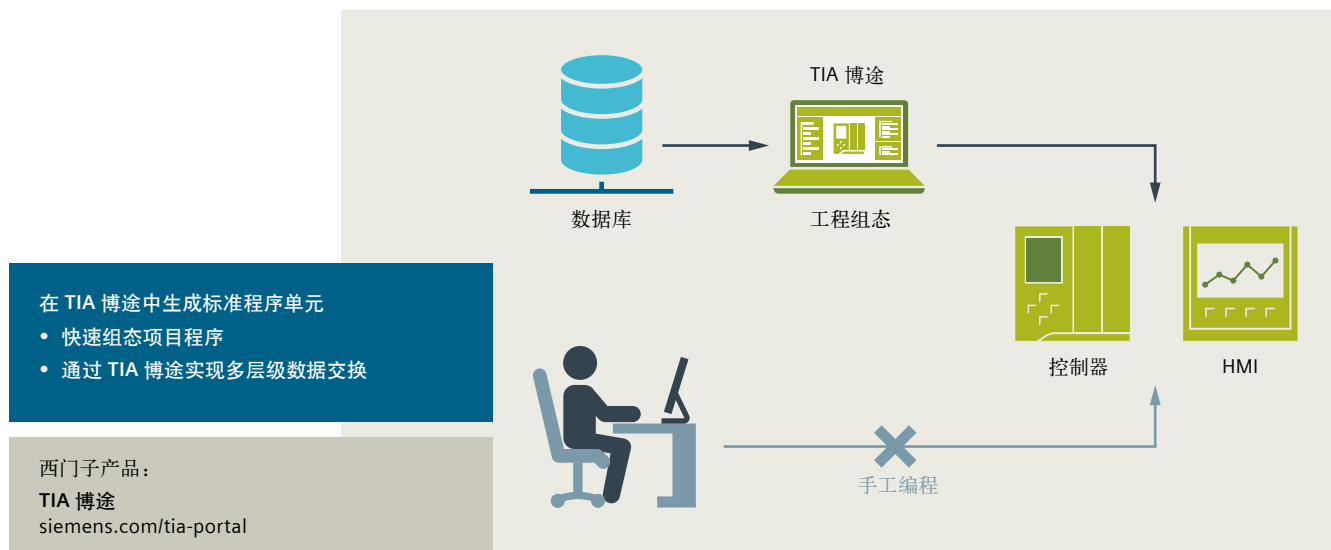 TIA 博途
数据库
工程组态
控制器
HMI
手工编程
在 TIA 博途中生成标准程序单元
• 快速组态项目程序
• 通过 TIA 博途实现多层级数据交换
西门子产品：
TIA 博途
siemens.com/tia-portal